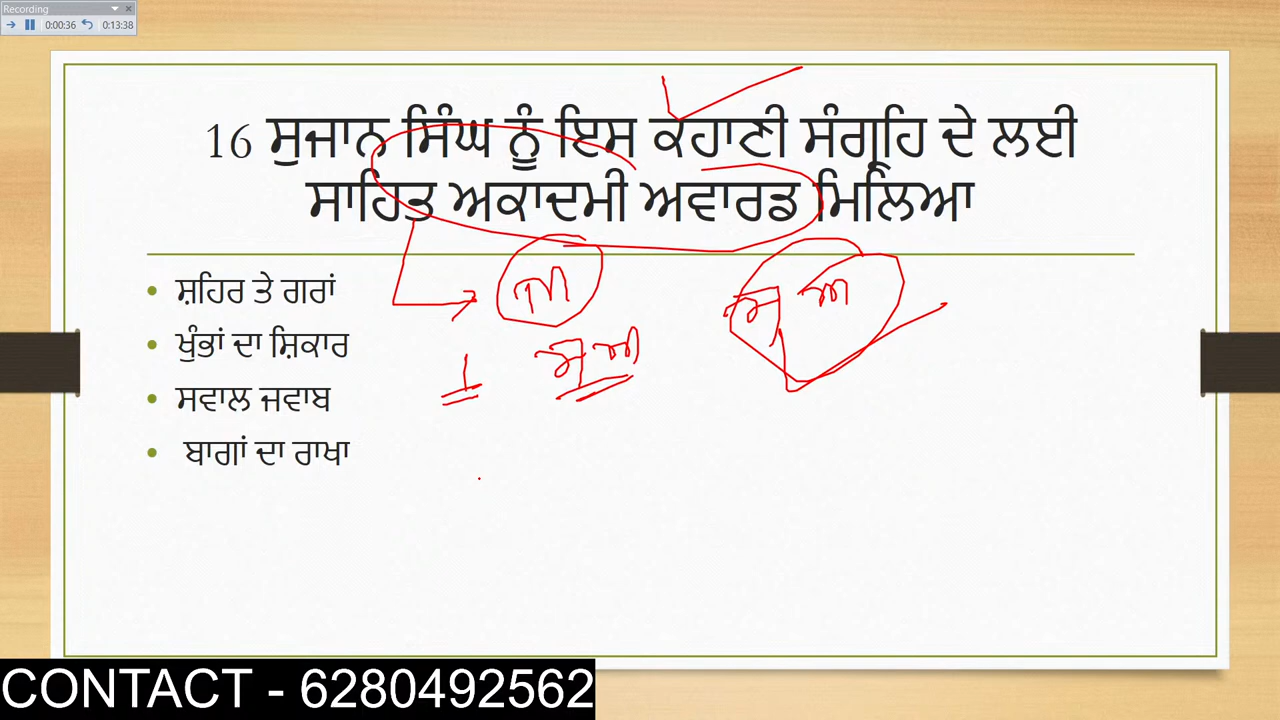 Recording
0:00:36
0:13:38
16 ਸੁਜਾਨ ਸਿੰਘ ਨੂੰ ਇਸ ਕਹਾਣੀ ਸੰਗ੍ਰਹਿ ਦੇ ਲਈ
ਸਾਹਿਤ ਅਕਾਦਮੀ ਅਵਾਰਡ ਮਿਲਿਆ
• ਸ਼ਹਿਰ ਤੇ ਗਰਾਂ
• ਖੁੰਭਾਂ ਦਾ ਸ਼ਿਕਾਰ
• ਸਵਾਲ ਜਵਾਬ
• ਬਾਗਾਂ ਦਾ ਰਾਖਾ
ਸ ਅ
ਸ ਅ
CONTACT - 6280492562